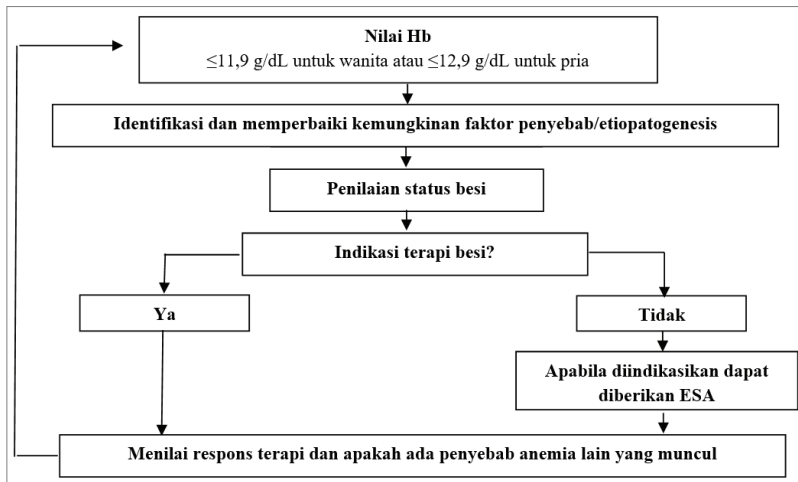 Nilai Hb
≤11,9 g/dL untuk wanita atau ≤12,9 g/dL untuk pria
Identifikasi dan memperbaiki kemungkinan faktor penyebab/etiopatogenesis
Penilaian status besi
Indikasi terapi besi?
Ya
Tidak
Apabila diindikasikan dapat
diberikan ESA
Menilai respons terapi dan apakah ada penyebab anemia lain yang muncul